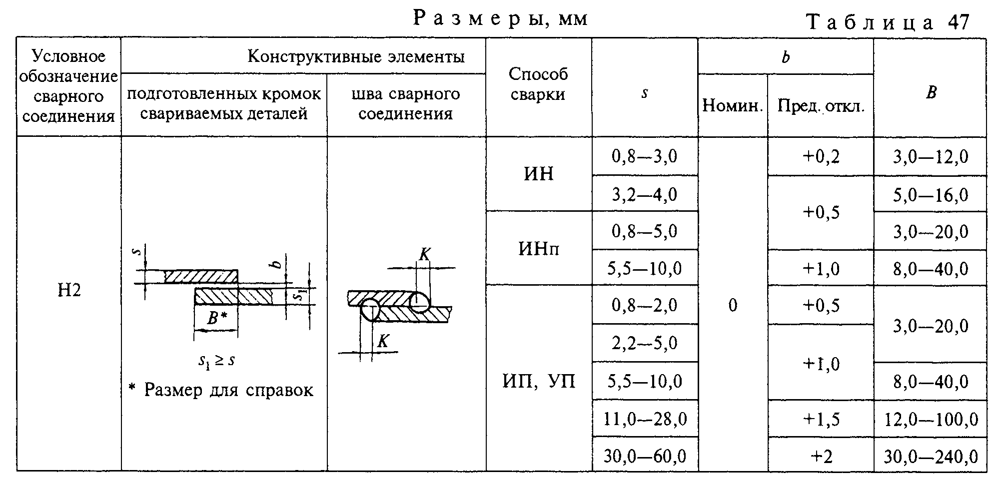 Размеры, мм
Таблица 47
Условное
обозначение
сварного
соединения
Конструктивные элементы
подготовленных кромок
свариваемых деталей
шва сварного
соединения
Способ
сварки
s
b
Номин.
Пред. откл.
B
Н2
s
b
s₁
B*
s₁ ≥ s
* Размер для справок
K
K
ИН
0,8—3,0
0
+0,2
3,0—12,0
3,2—4,0
+0,5
5,0—16,0
ИНп
0,8—5,0
3,0—20,0
5,5—10,0
+1,0
8,0—40,0
ИП, УП
0,8—2,0
+0,5
3,0—20,0
2,2—5,0
+1,0
5,5—10,0
8,0—40,0
11,0—28,0
+1,5
12,0—100,0
30,0—60,0
+2
30,0—240,0